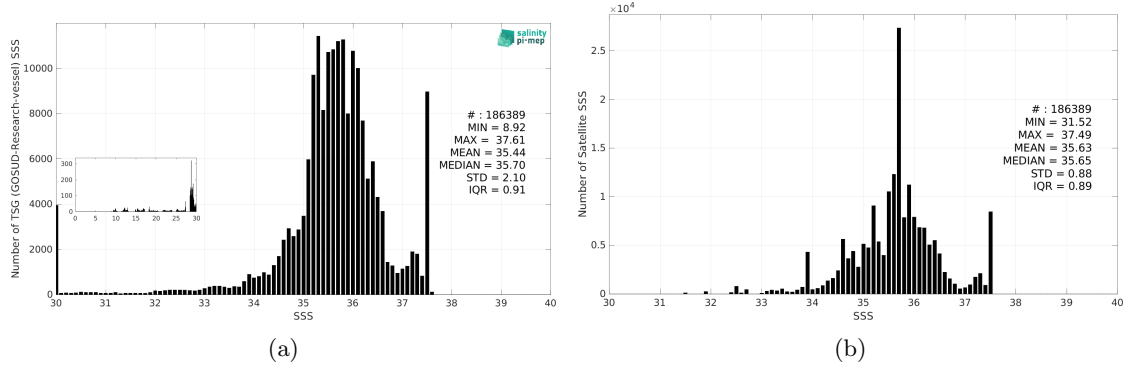 salinity
pi-mep
Number of TSG (GOSUD-Research-vessel) SSS
10000
8000
6000
4000
2000
0
# : 186389
MIN = 8.92
MAX = 37.61
MEAN = 35.44
MEDIAN = 35.70
STD = 2.10
IQR = 0.91
300
200
100
0
0 5 10 15 20 25 30
30 31 32 33 34 35 36 37 38 39 40
SSS
(a)
×10⁴
Number of Satellite SSS
2.5
2
1.5
1
0.5
0
# : 186389
MIN = 31.52
MAX = 37.49
MEAN = 35.63
MEDIAN = 35.65
STD = 0.88
IQR = 0.89
30 31 32 33 34 35 36 37 38 39 40
SSS
(b)